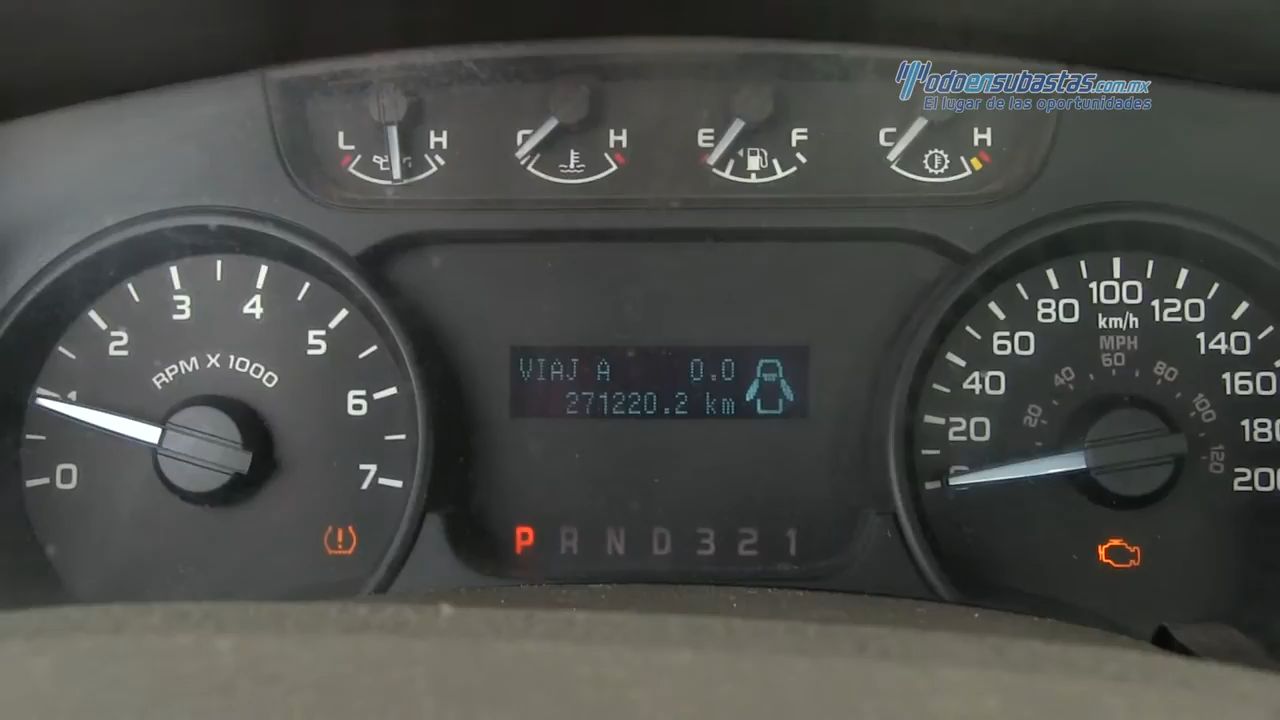 Modoensubastas.com.mx
El lugar de las oportunidades
L H C H E F C H
0 1 2 3 4 5 6 7
RPM X 1000
VIAJ A 0.0
271220.2 km
P R N D 3 2 1
0 20 40 60 80 100 120 140 160 180 200
km/h
MPH
20 40 60 80 100 120